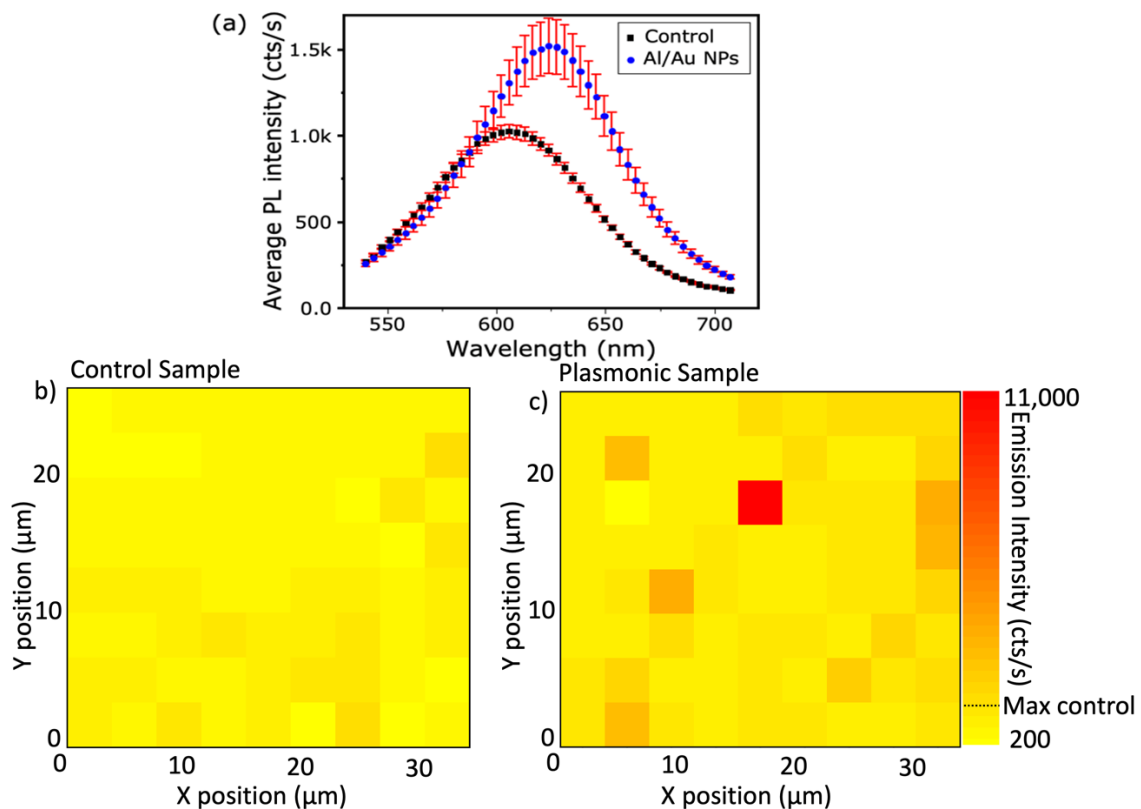 (a)
Average PL intensity (cts/s)
1.5k
1.0k
500
0.0
550
600
650
700
Wavelength (nm)
Control
Al/Au NPs
Control Sample
b)
Y position (µm)
20
10
0
0
10
20
30
X position (µm)
Plasmonic Sample
c)
Y position (µm)
20
10
0
0
10
20
30
X position (µm)
11,000
Emission Intensity (cts/s)
Max control
200